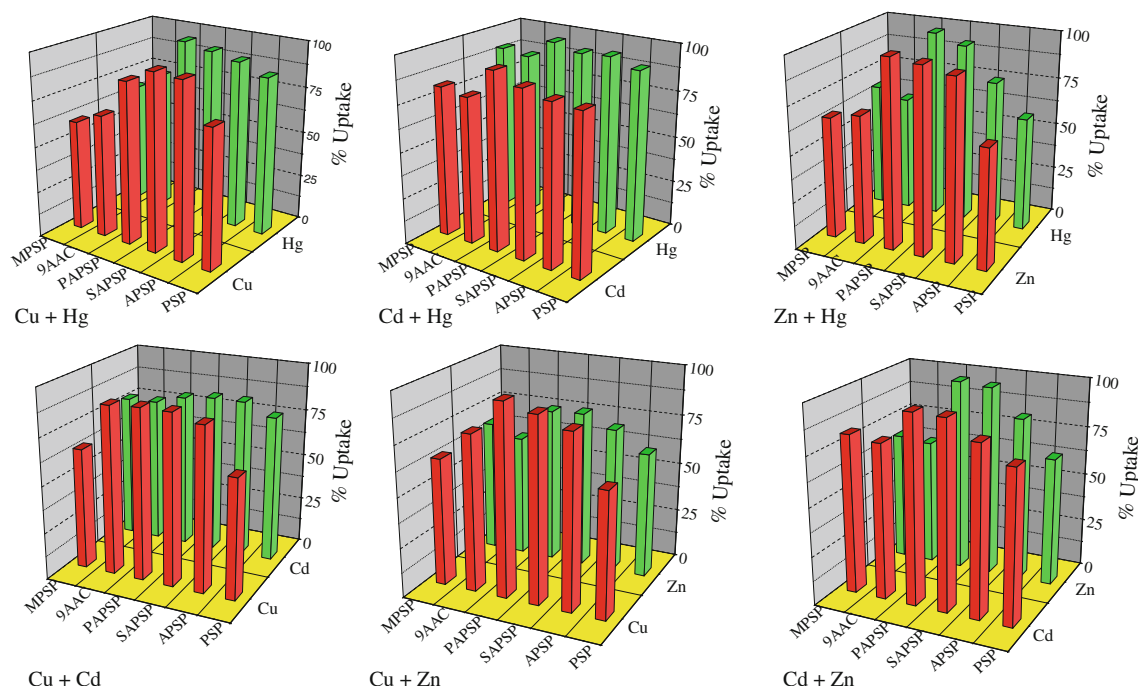 100
75
50
25
0
% Uptake
Hg
Cu
MPSP
9AAC
PAPSP
SAPSP
APSP
PSP
Cu + Hg
100
75
50
25
0
% Uptake
Hg
Cd
MPSP
9AAC
PAPSP
SAPSP
APSP
PSP
Cd + Hg
100
75
50
25
0
% Uptake
Hg
Zn
MPSP
9AAC
PAPSP
SAPSP
APSP
PSP
Zn + Hg
100
75
50
25
0
% Uptake
Cd
Cu
MPSP
9AAC
PAPSP
SAPSP
APSP
PSP
Cu + Cd
100
75
50
25
0
% Uptake
Zn
Cu
MPSP
9AAC
PAPSP
SAPSP
APSP
PSP
Cu + Zn
100
75
50
25
0
% Uptake
Zn
Cd
MPSP
9AAC
PAPSP
SAPSP
APSP
PSP
Cd + Zn